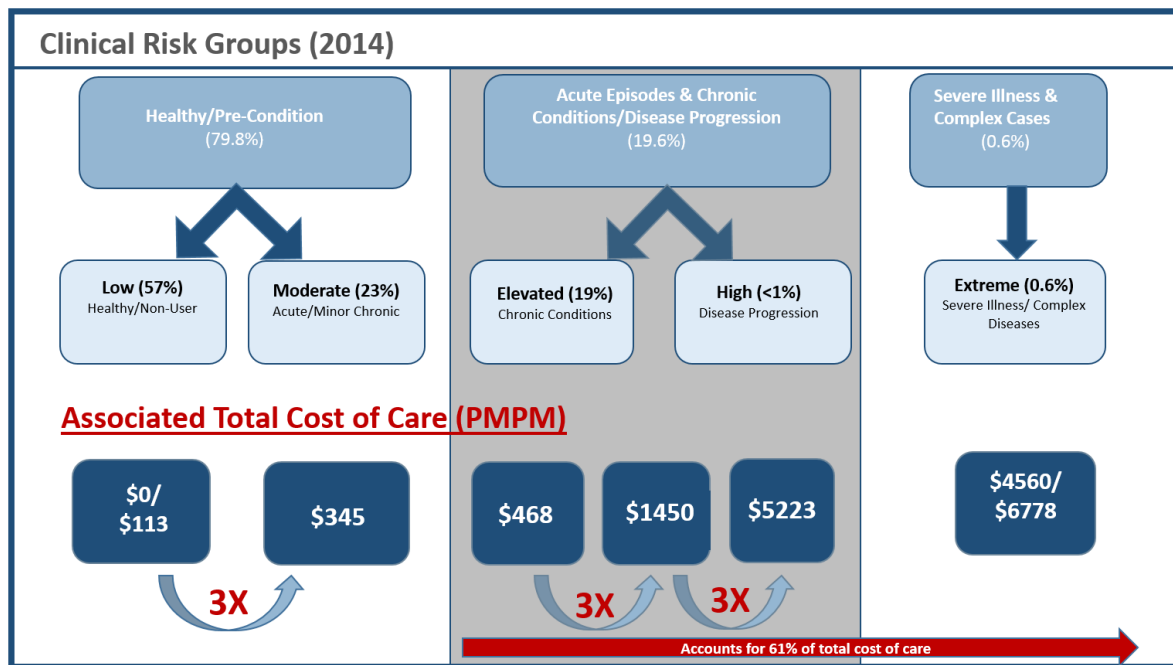 Clinical Risk Groups (2014)
Healthy/Pre-Condition
(79.8%)
Acute Episodes & Chronic
Conditions/Disease Progression
(19.6%)
Severe Illness &
Complex Cases
(0.6%)
Low (57%)
Healthy/Non-User
Moderate (23%)
Acute/Minor Chronic
Elevated (19%)
Chronic Conditions
High (<1%)
Disease Progression
Extreme (0.6%)
Severe Illness/ Complex
Diseases
Associated Total Cost of Care (PMPM)
$0/
$113
$345
$468
$1450
$5223
$4560/
$6778
3X
3X
3X
Accounts for 61% of total cost of care